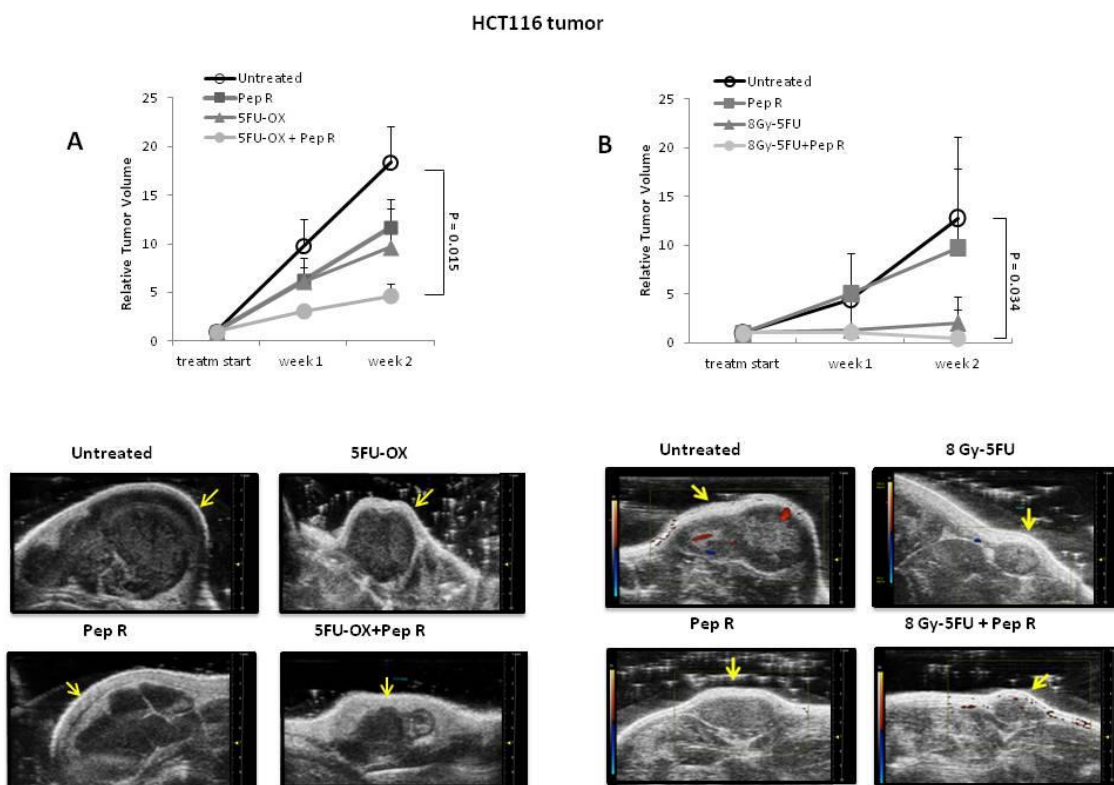 HCT116 tumor
A
Untreated
Pep R
5FU-OX
5FU-OX + Pep R
Relative Tumor Volume
25
20
15
10
5
0
treatm start week 1 week 2
P = 0.015
B
Untreated
Pep R
8Gy-5FU
8Gy-5FU+Pep R
Relative Tumor Volume
25
20
15
10
5
0
treatm start week 1 week 2
P = 0.034
Untreated 5FU-OX
Pep R 5FU-OX+Pep R
Untreated 8 Gy-5FU
Pep R 8 Gy-5FU + Pep R